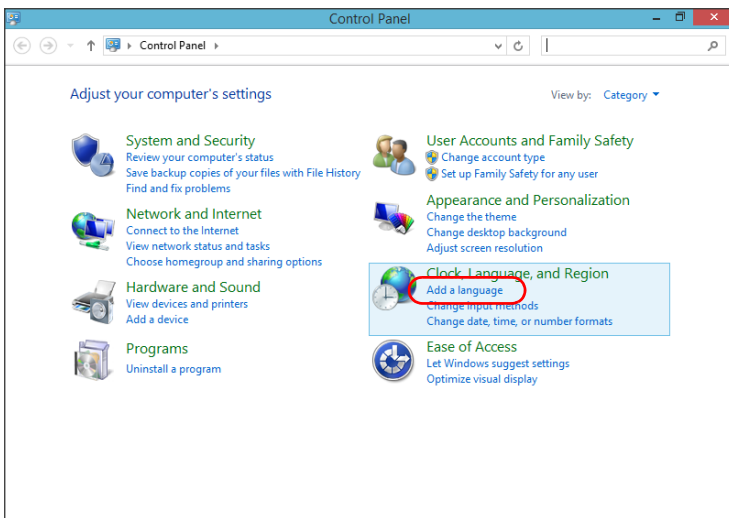 Control Panel
Control Panel
Adjust your computer's settings
View by: Category
System and Security
Review your computer's status
Save backup copies of your files with File History
Find and fix problems
Network and Internet
Connect to the Internet
View network status and tasks
Choose homegroup and sharing options
Hardware and Sound
View devices and printers
Add a device
Programs
Uninstall a program
User Accounts and Family Safety
Change account type
Set up Family Safety for any user
Appearance and Personalization
Change the theme
Change desktop background
Adjust screen resolution
Clock, Language, and Region
Add a language
Change input methods
Change date, time, or number formats
Ease of Access
Let Windows suggest settings
Optimize visual display